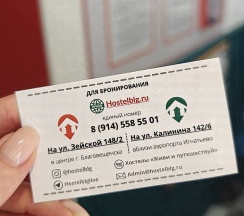 ДЛЯ БРОНИРОВАНИЯ
Hostelblg.ru
единый номер
8 (914) 558 55 01
На ул. Зейской 148/2
На ул. Калинина 142/6
в центре г. Благовещенска
вблизи аэропорта Игнатьево
@hostelblg
Хостелы «Живи и путешествуй»
Hostelblglive
Admin@hostelblg.ru